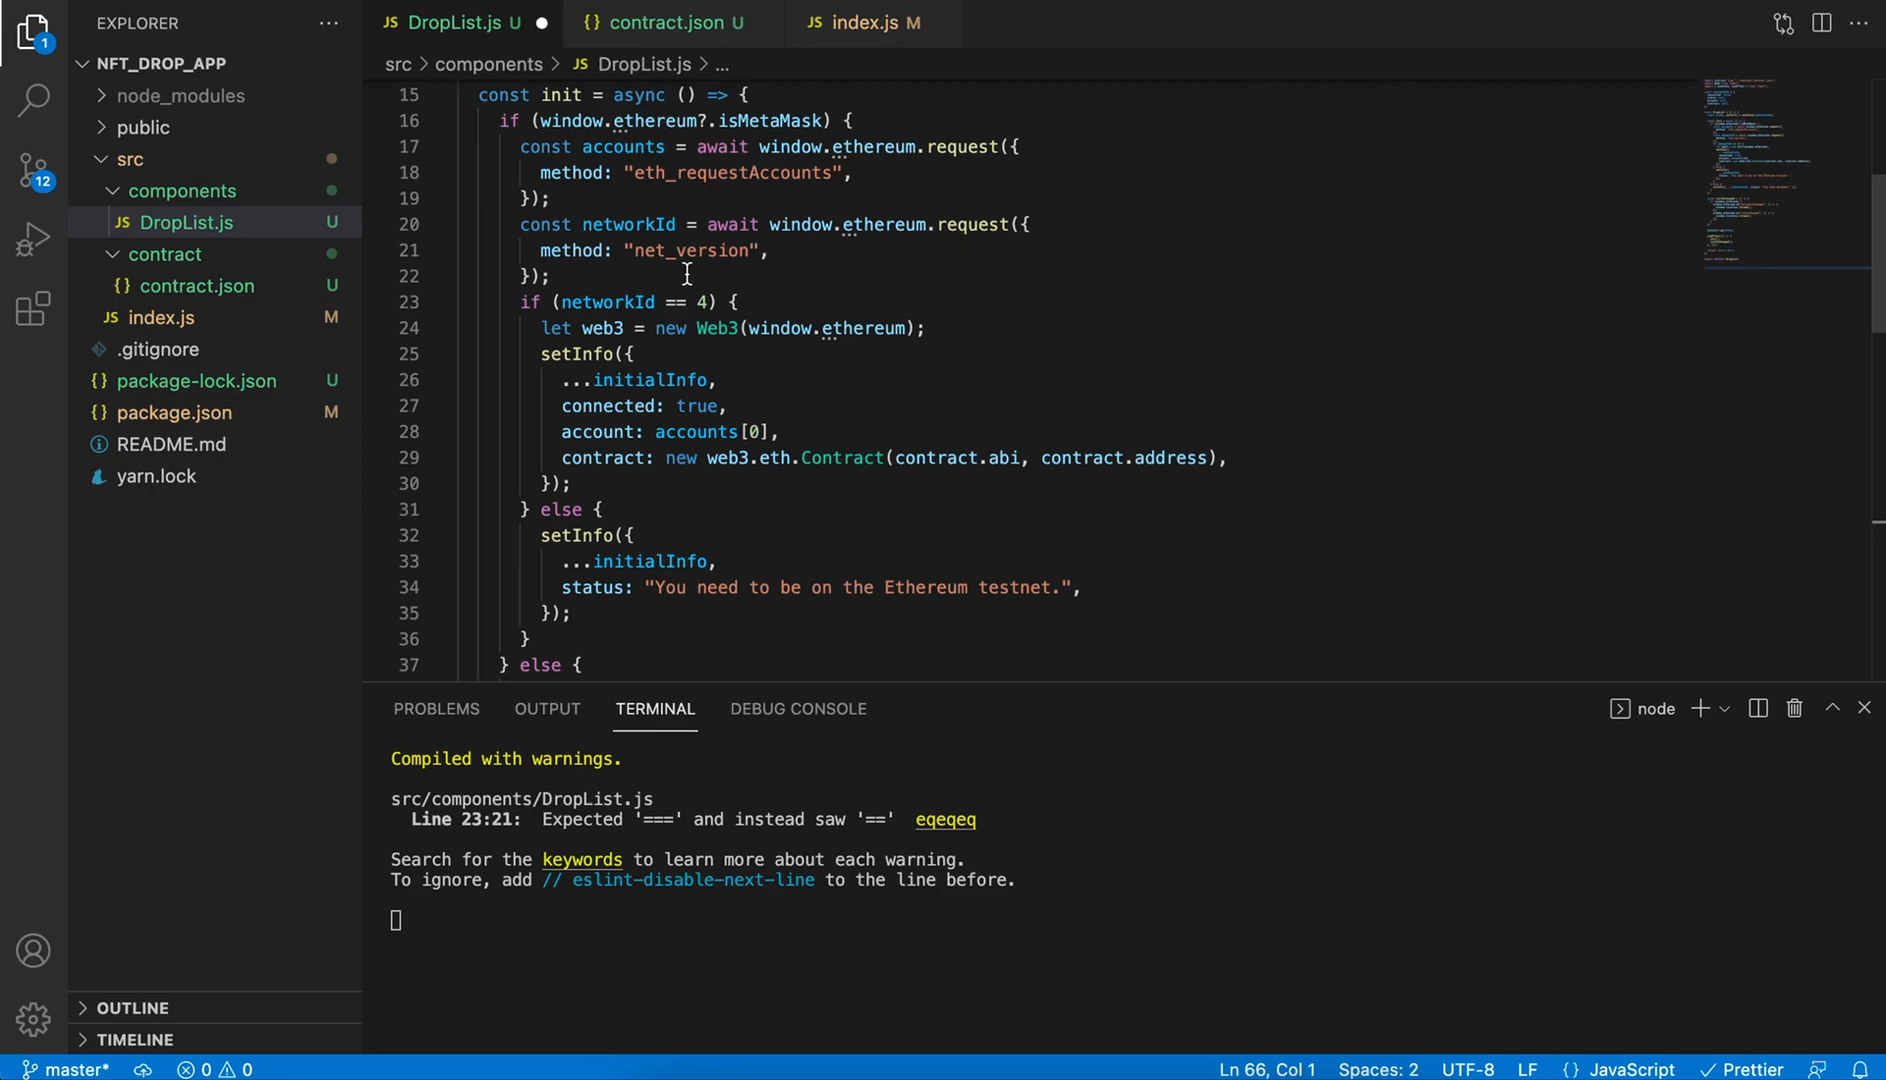 EXPLORER
NFT_DROP_APP
node_modules
public
src
components
JS DropList.js U
contract
{} contract.json U
JS index.js M
.gitignore
{} package-lock.json U
{} package.json M
README.md
yarn.lock
OUTLINE
TIMELINE
1
12
JS DropList.js U
{} contract.json U
JS index.js M
src > components > JS DropList.js > ...
15 const init = async () => {
16 if (window.ethereum?.isMetaMask) {
17 const accounts = await window.ethereum.request({
18 method: "eth_requestAccounts",
19 });
20 const networkId = await window.ethereum.request({
21 method: "net_version",
22 });
23 if (networkId == 4) {
24 let web3 = new Web3(window.ethereum);
25 setInfo({
26 ...initialInfo,
27 connected: true,
28 account: accounts[0],
29 contract: new web3.eth.Contract(contract.abi, contract.address),
30 });
31 } else {
32 setInfo({
33 ...initialInfo,
34 status: "You need to be on the Ethereum testnet.",
35 });
36 }
37 } else {
PROBLEMS OUTPUT TERMINAL DEBUG CONSOLE
node
Compiled with warnings.
src/components/DropList.js
Line 23:21: Expected '===' and instead saw '==' eqeqeq
Search for the keywords to learn more about each warning.
To ignore, add // eslint-disable-next-line to the line before.
master* 0 0 Ln 66, Col 1 Spaces: 2 UTF-8 LF {} JavaScript Prettier